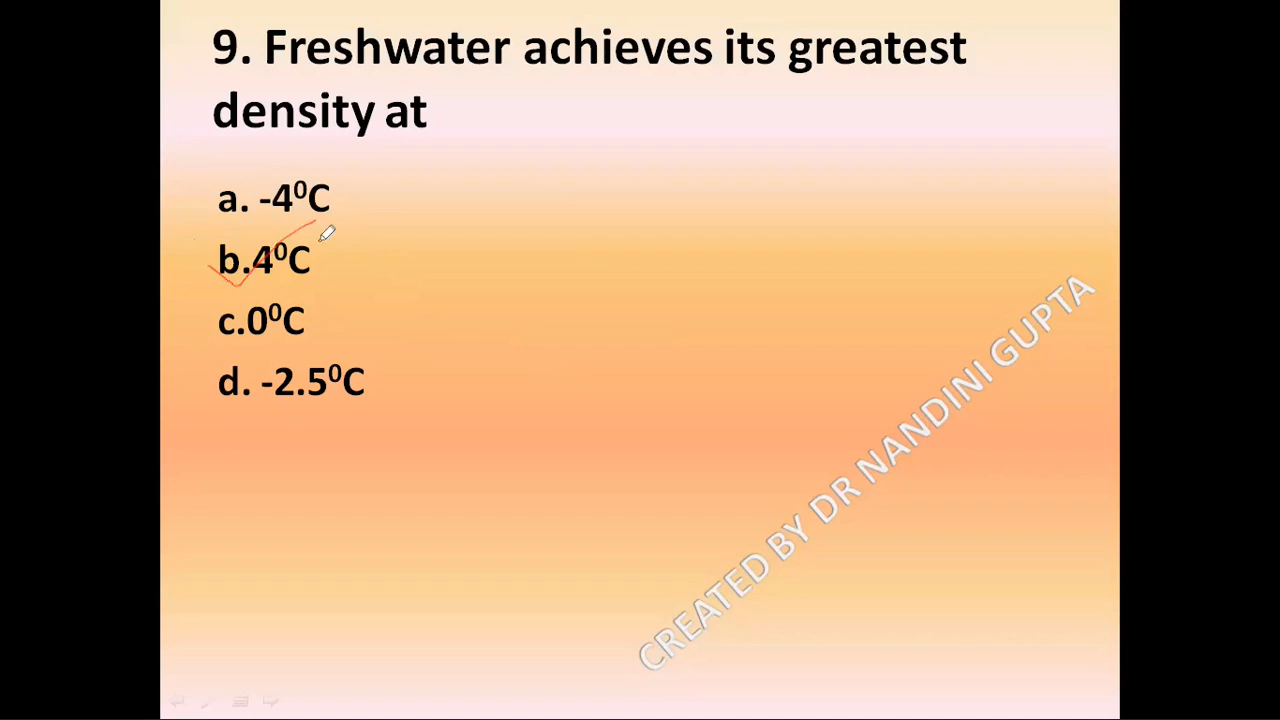 9. Freshwater achieves its greatest
density at
a. -4⁰C
b.4⁰C
c.0⁰C
d. -2.5⁰C
CREATED BY DR NANDINI GUPTA